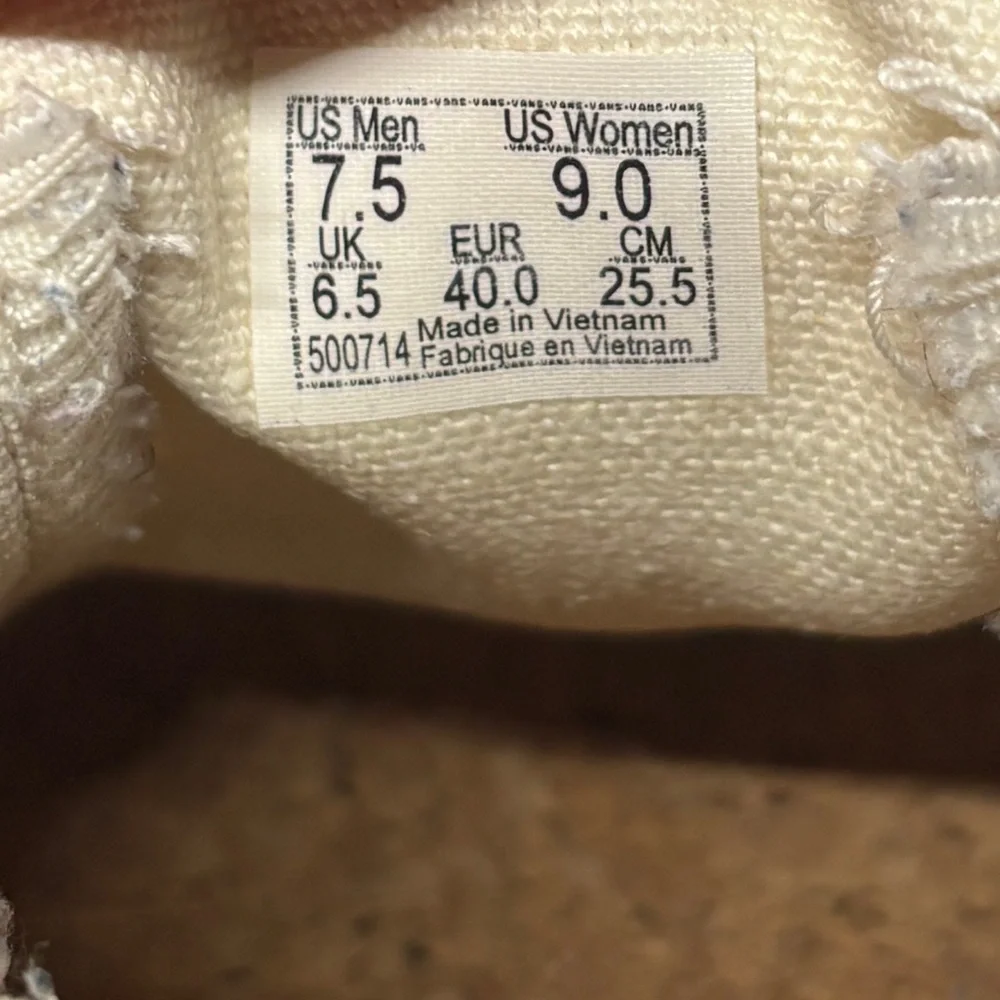 US Men US Women
7.5 9.0
UK EUR CM
6.5 40.0 25.5
500714 Made in Vietnam
Fabrique en Vietnam